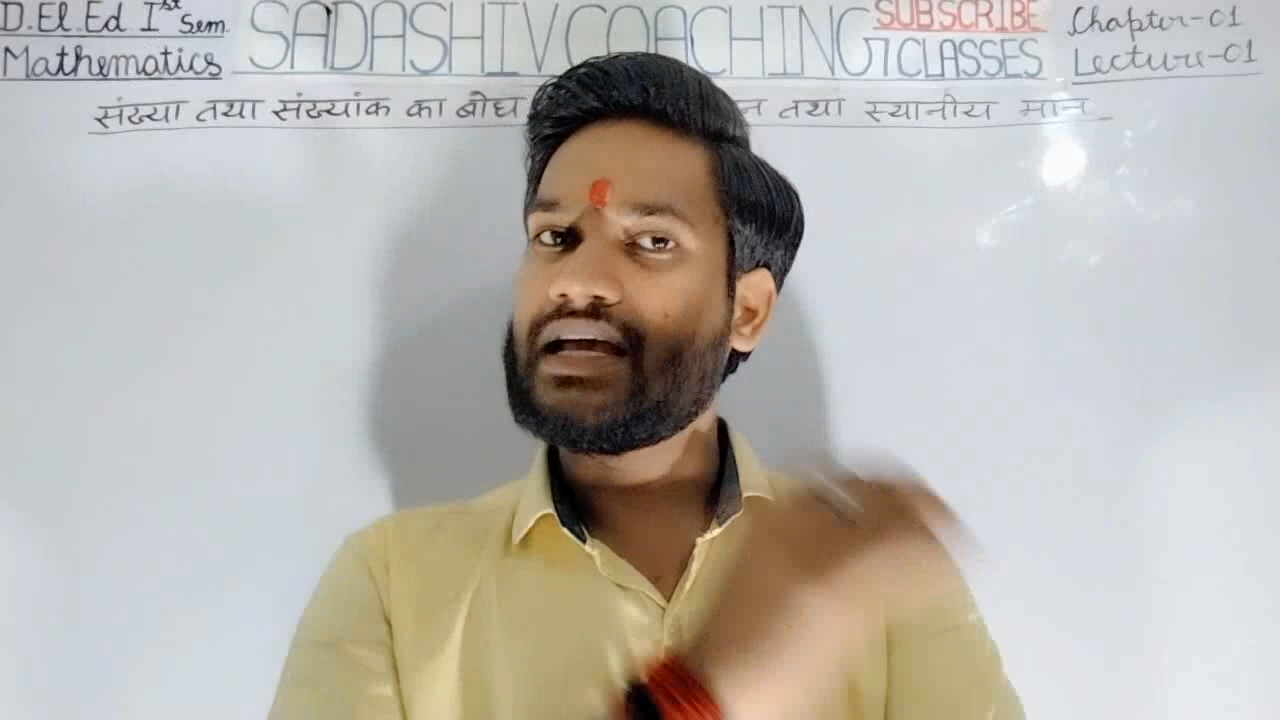 D.El.Ed Ist Sem.
Mathematics
SADASHIV COACHING CLASSES
SUBSCRIBE
Chapter-01
Lecture-01
संख्या तथा संख्यांक का बोध तथा स्थानीय मान